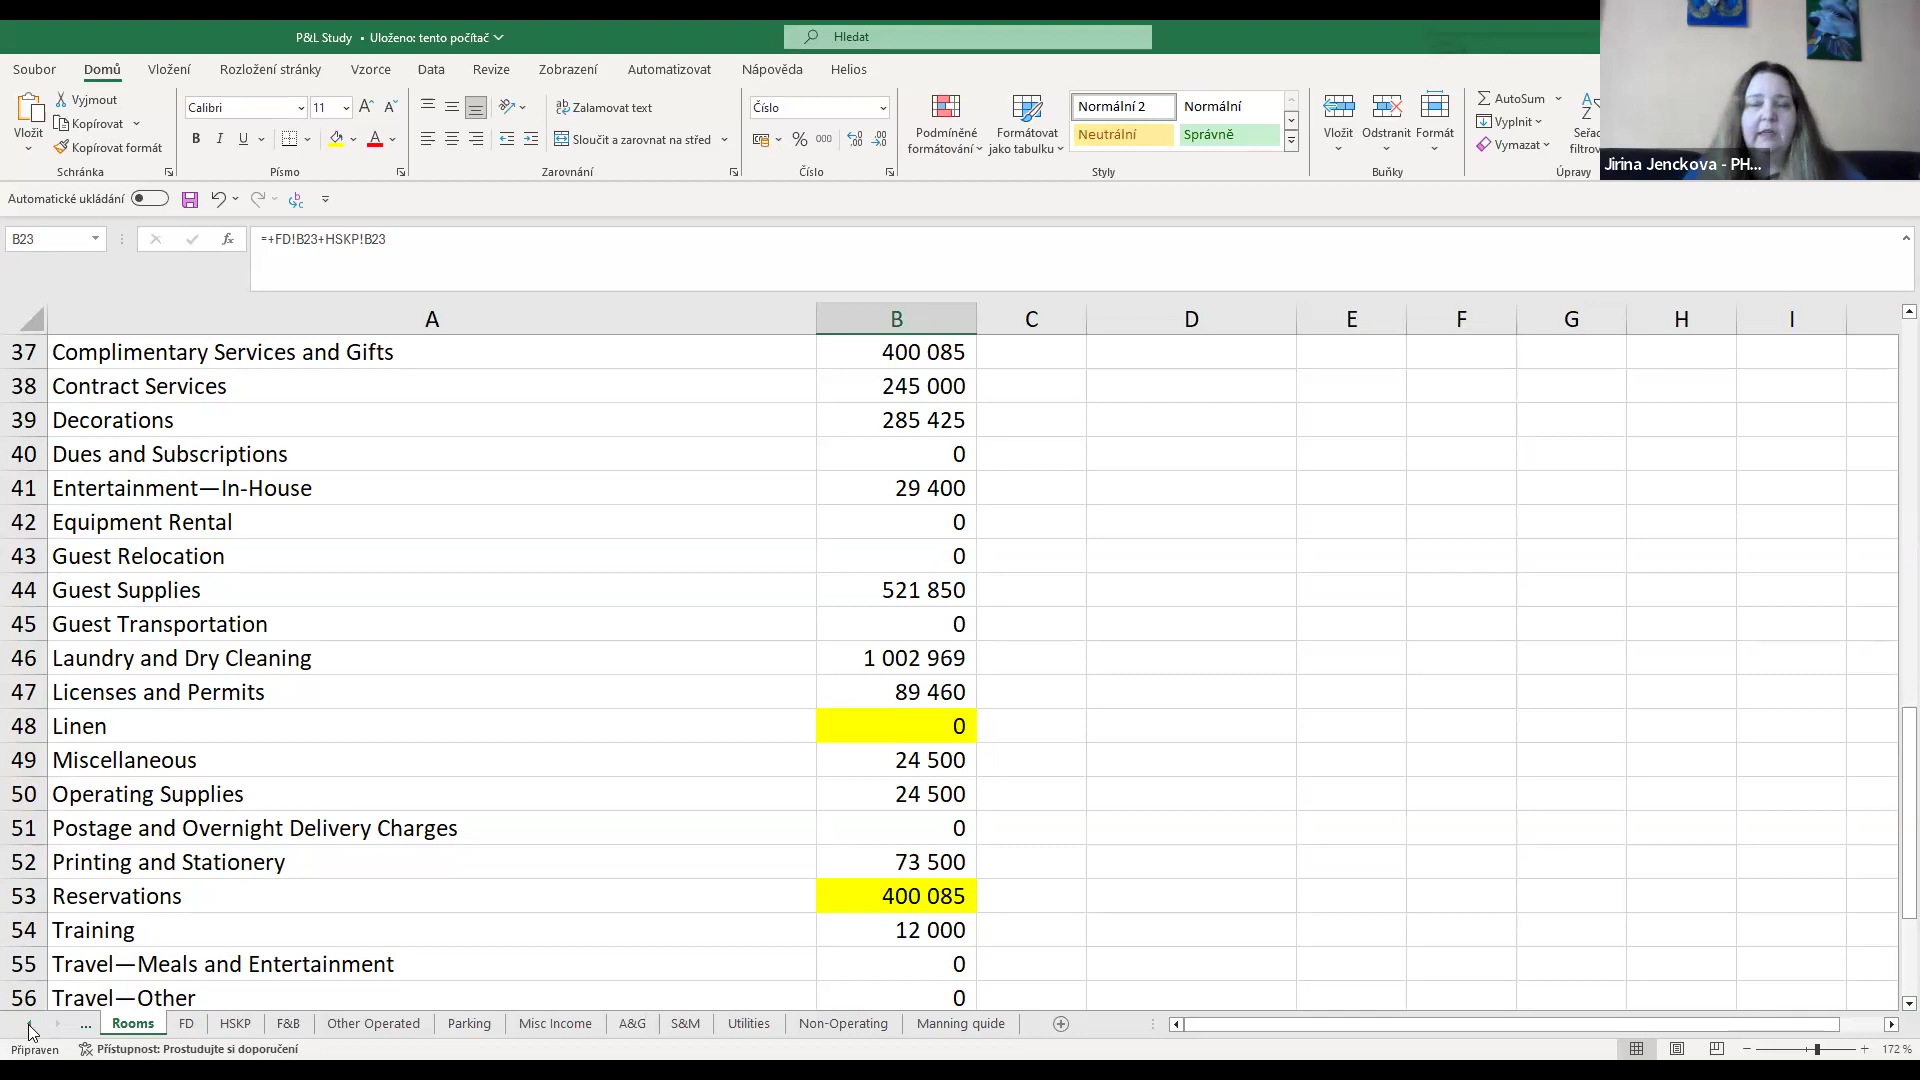 P&L Study • Uloženo: tento počítač
Hledat
Soubor Domů Vložení Rozložení stránky Vzorce Data Revize Zobrazení Automatizovat Nápověda Helios
Vložit
Vyjmout
Kopírovat
Kopírovat formát
Schránka
Calibri 11
B I U
Písmo
Zalamovat text
Sloučit a zarovnat na střed
Zarovnání
Číslo
% 000
Číslo
Podmíněné
formátování
Formátovat
jako tabulku
Normální 2 Normální
Neutrální Správně
Styly
Vložit Odstranit Formát
Buňky
AutoSum
Vyplnit
Vymazat
Úpravy
Jirina Jenckova - PH...
Automatické ukládání
B23
fx
=+FD!B23+HSKP!B23
A B C D E F G H I
37 Complimentary Services and Gifts 400 085
38 Contract Services 245 000
39 Decorations 285 425
40 Dues and Subscriptions 0
41 Entertainment—In-House 29 400
42 Equipment Rental 0
43 Guest Relocation 0
44 Guest Supplies 521 850
45 Guest Transportation 0
46 Laundry and Dry Cleaning 1 002 969
47 Licenses and Permits 89 460
48 Linen 0
49 Miscellaneous 24 500
50 Operating Supplies 24 500
51 Postage and Overnight Delivery Charges 0
52 Printing and Stationery 73 500
53 Reservations 400 085
54 Training 12 000
55 Travel—Meals and Entertainment 0
56 Travel—Other 0
... Rooms FD HSKP F&B Other Operated Parking Misc Income A&G S&M Utilities Non-Operating Manning quide
Připraven Přístupnost: Prostudujte si doporučení 172 %